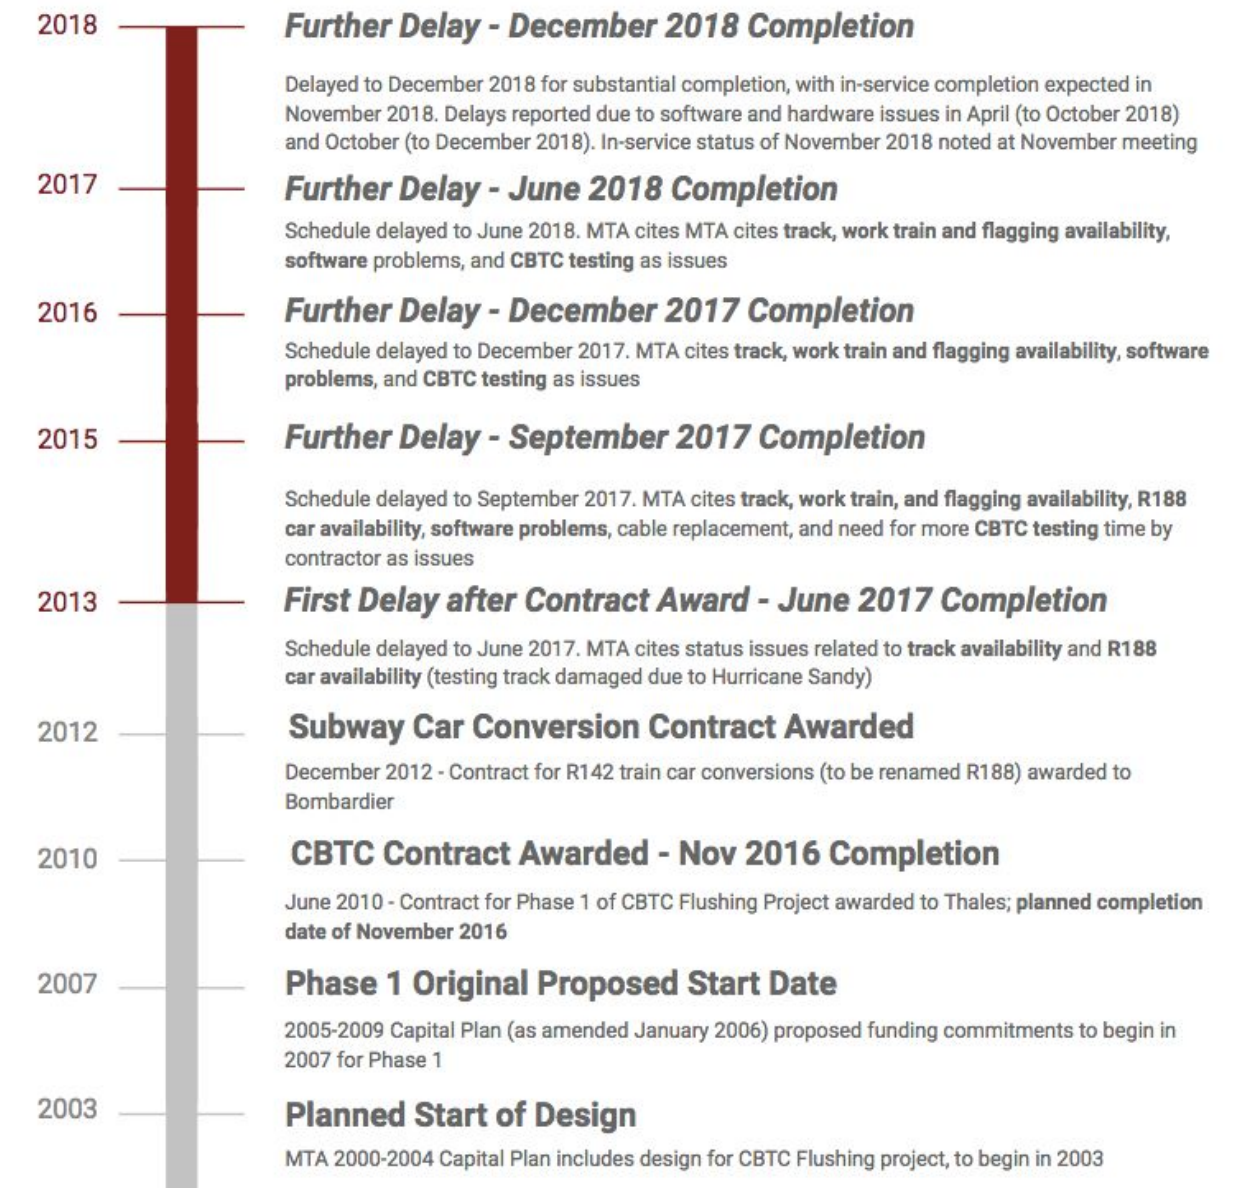 2018
Further Delay - December 2018 Completion
Delayed to December 2018 for substantial completion, with in-service completion expected in
November 2018. Delays reported due to software and hardware issues in April (to October 2018)
and October (to December 2018). In-service status of November 2018 noted at November meeting
2017
Further Delay - June 2018 Completion
Schedule delayed to June 2018. MTA cites MTA cites track, work train and flagging availability,
software problems, and CBTC testing as issues
2016
Further Delay - December 2017 Completion
Schedule delayed to December 2017. MTA cites track, work train and flagging availability, software
problems, and CBTC testing as issues
2015
Further Delay - September 2017 Completion
Schedule delayed to September 2017. MTA cites track, work train, and flagging availability, R188
car availability, software problems, cable replacement, and need for more CBTC testing time by
contractor as issues
2013
First Delay after Contract Award - June 2017 Completion
Schedule delayed to June 2017. MTA cites status issues related to track availability and R188
car availability (testing track damaged due to Hurricane Sandy)
2012
Subway Car Conversion Contract Awarded
December 2012 - Contract for R142 train car conversions (to be renamed R188) awarded to
Bombardier
2010
CBTC Contract Awarded - Nov 2016 Completion
June 2010 - Contract for Phase 1 of CBTC Flushing Project awarded to Thales; planned completion
date of November 2016
2007
Phase 1 Original Proposed Start Date
2005-2009 Capital Plan (as amended January 2006) proposed funding commitments to begin in
2007 for Phase 1
2003
Planned Start of Design
MTA 2000-2004 Capital Plan includes design for CBTC Flushing project, to begin in 2003